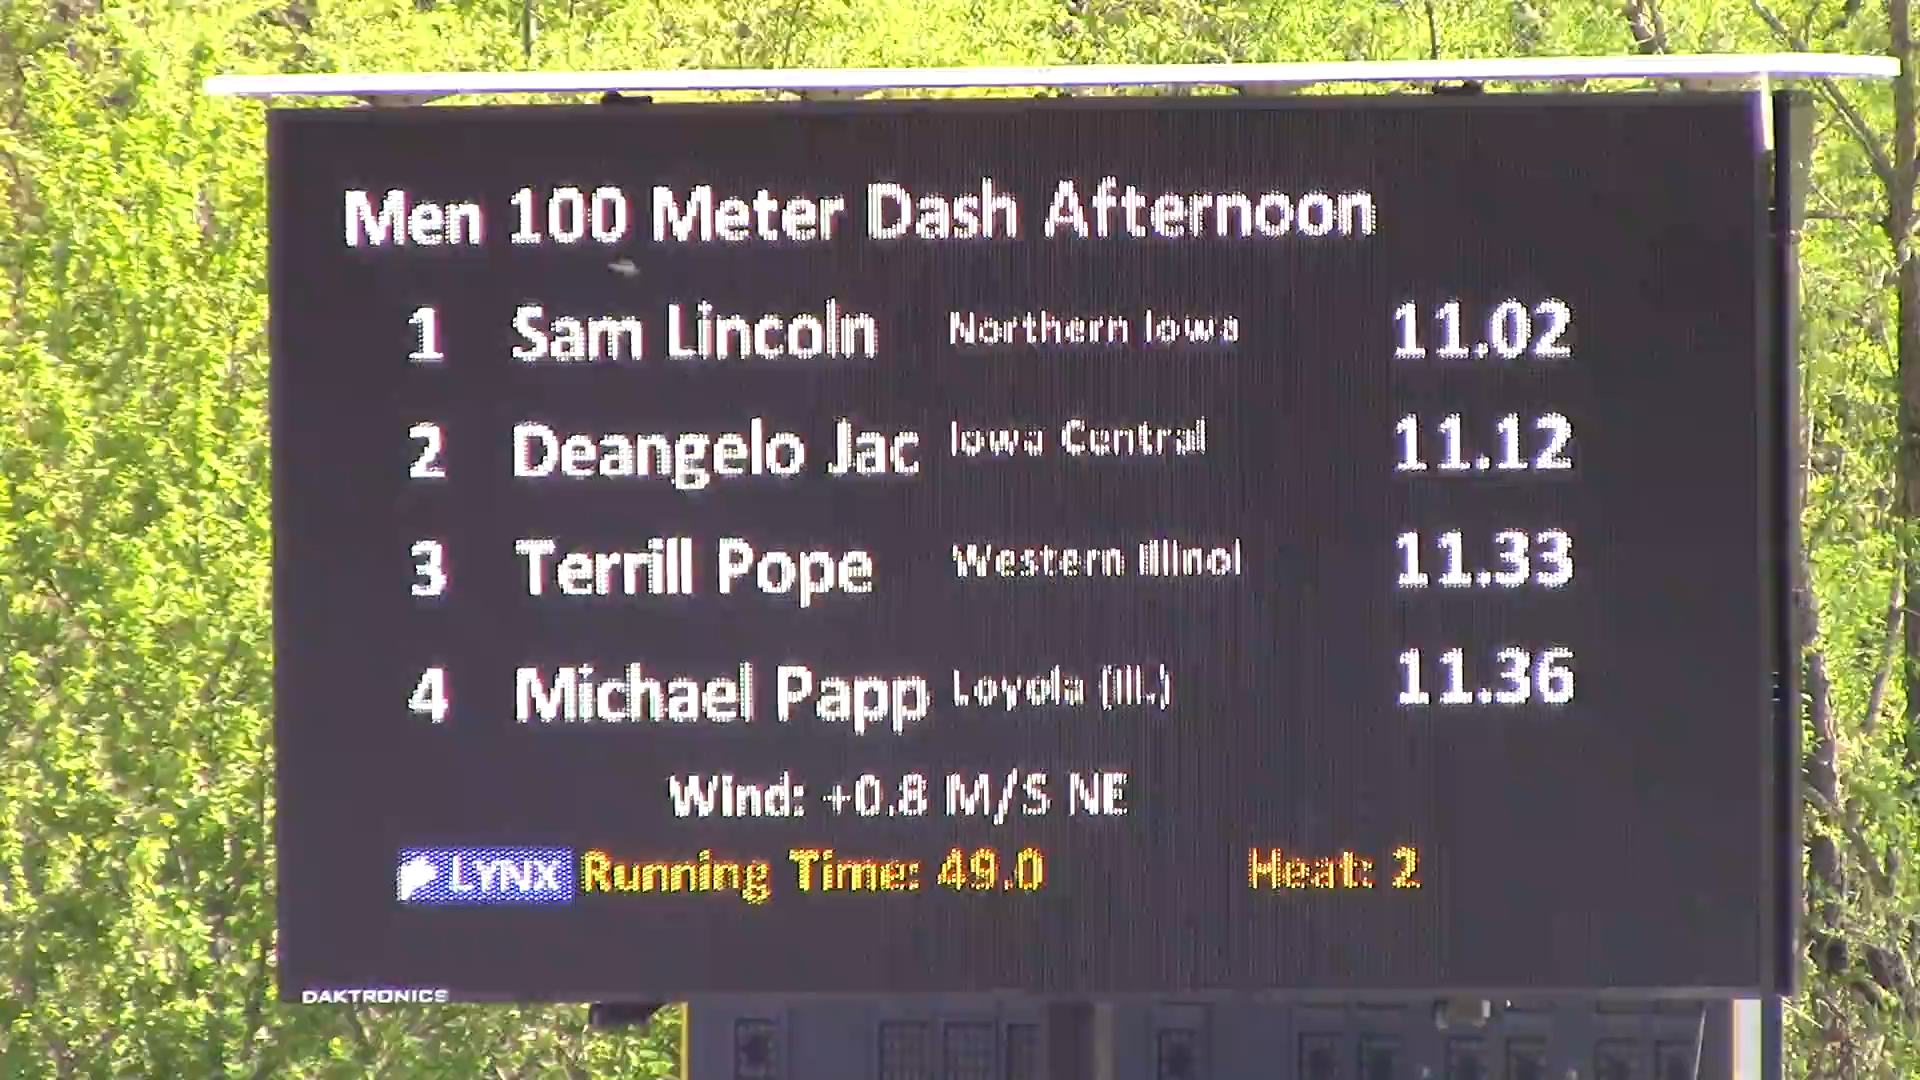 Men 100 Meter Dash Afternoon
1 Sam Lincoln Northern Iowa 11.02
2 Deangelo Jac Iowa Central 11.12
3 Terrill Pope Western Illinoi 11.33
4 Michael Papp Loyola (Ill.) 11.36
Wind: +0.8 M/S NE
LYNX Running Time: 49.0 Heat: 2
DAKTRONICS